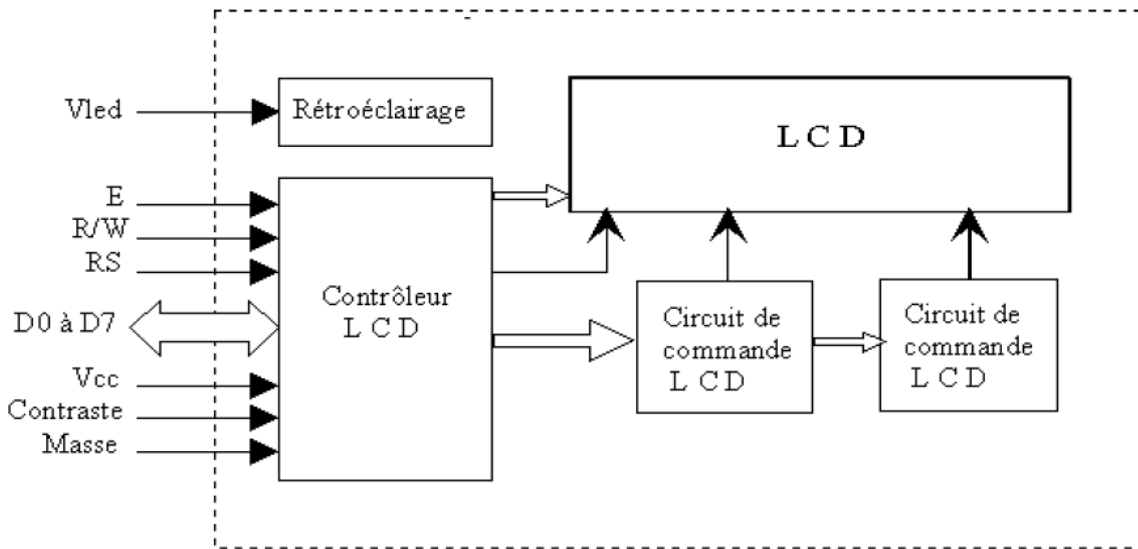 Vled
Rétroéclairage
L C D
E
R/W
RS
D0 à D7
Vcc
Contraste
Masse
Contrôleur
L C D
Circuit de
commande
L C D
Circuit de
commande
L C D